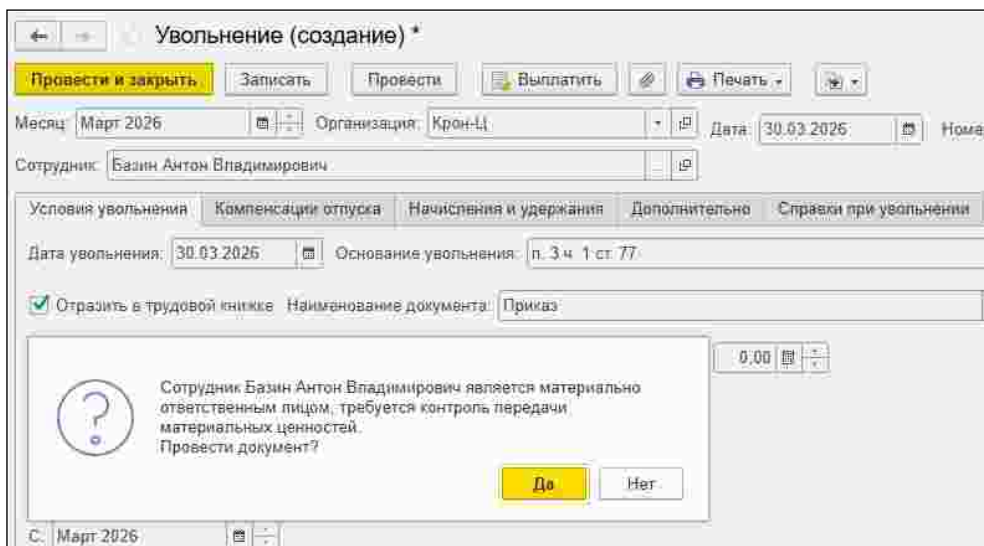 Увольнение (создание) *
Провести и закрыть Записать Провести Выплатить Печать
Месяц: Март 2026 Организация: Крон-Ц Дата: 30.03.2026 Номе
Сотрудник: Базин Антон Владимирович
Условия увольнения Компенсации отпуска Начисления и удержания Дополнительно Справки при увольнении
Дата увольнения: 30.03.2026 Основание увольнения: п. 3 ч. 1 ст. 77
Отразить в трудовой книжке Наименование документа: Приказ
0,00
Сотрудник Базин Антон Владимирович является материально
ответственным лицом, требуется контроль передачи
материальных ценностей.
Провести документ?
Да Нет
С: Март 2026